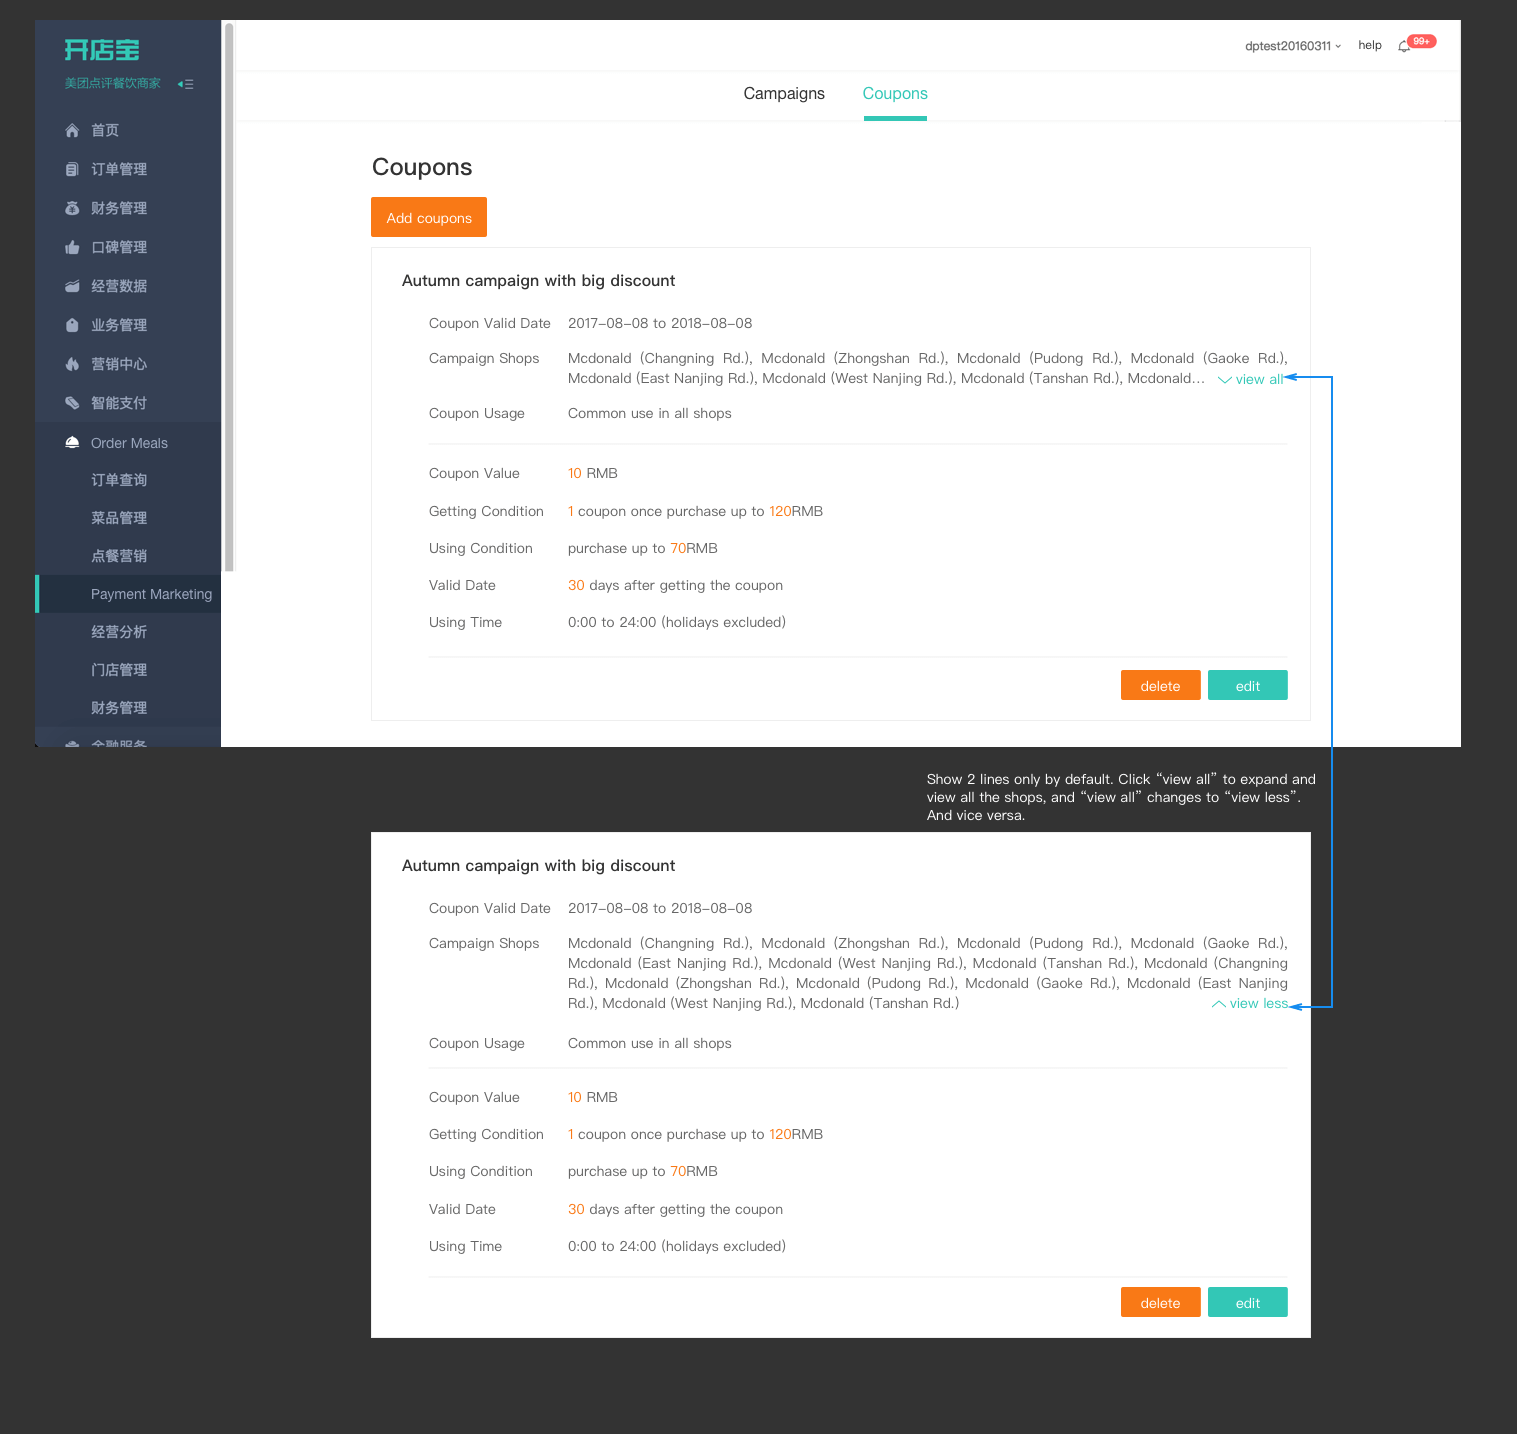 开店宝
美团点评餐饮商家
首页
订单管理
财务管理
口碑管理
经营数据
业务管理
营销中心
智能支付
Order Meals
订单查询
菜品管理
点餐营销
Payment Marketing
经营分析
门店管理
财务管理
金融服务
dptest20160311
help
99+
Campaigns
Coupons
Coupons
Add coupons
Autumn campaign with big discount
Coupon Valid Date 2017-08-08 to 2018-08-08
Campaign Shops Mcdonald (Changning Rd.), Mcdonald (Zhongshan Rd.), Mcdonald (Pudong Rd.), Mcdonald (Gaoke Rd.),
Mcdonald (East Nanjing Rd.), Mcdonald (West Nanjing Rd.), Mcdonald (Tanshan Rd.), Mcdonald... view all
Coupon Usage Common use in all shops
Coupon Value 10 RMB
Getting Condition 1 coupon once purchase up to 120RMB
Using Condition purchase up to 70RMB
Valid Date 30 days after getting the coupon
Using Time 0:00 to 24:00 (holidays excluded)
delete edit
Show 2 lines only by default. Click “view all” to expand and
view all the shops, and “view all” changes to “view less”.
And vice versa.
Autumn campaign with big discount
Coupon Valid Date 2017-08-08 to 2018-08-08
Campaign Shops Mcdonald (Changning Rd.), Mcdonald (Zhongshan Rd.), Mcdonald (Pudong Rd.), Mcdonald (Gaoke Rd.),
Mcdonald (East Nanjing Rd.), Mcdonald (West Nanjing Rd.), Mcdonald (Tanshan Rd.), Mcdonald (Changning
Rd.), Mcdonald (Zhongshan Rd.), Mcdonald (Pudong Rd.), Mcdonald (Gaoke Rd.), Mcdonald (East Nanjing
Rd.), Mcdonald (West Nanjing Rd.), Mcdonald (Tanshan Rd.) view less
Coupon Usage Common use in all shops
Coupon Value 10 RMB
Getting Condition 1 coupon once purchase up to 120RMB
Using Condition purchase up to 70RMB
Valid Date 30 days after getting the coupon
Using Time 0:00 to 24:00 (holidays excluded)
delete edit